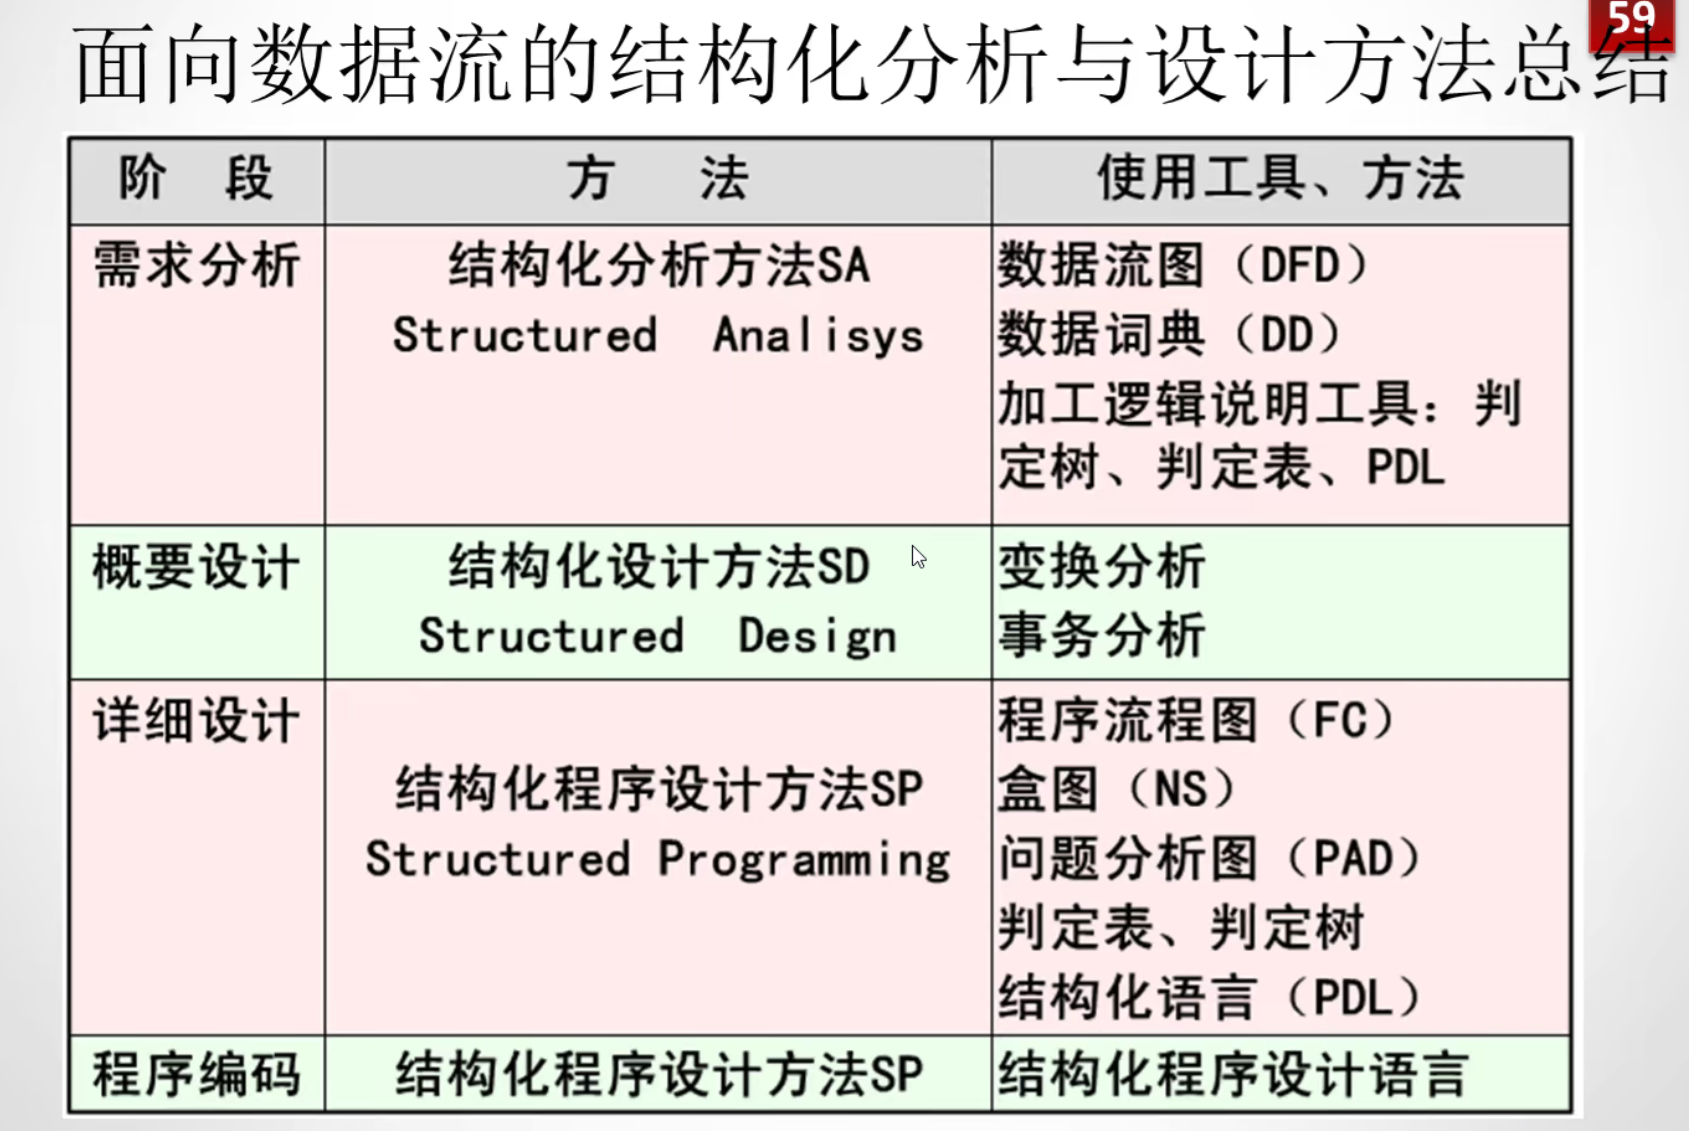 59
面向数据流的结构化分析与设计方法总结
阶 段 方 法 使用工具、方法
需求分析 结构化分析方法SA 数据流图（DFD）
Structured Analisys 数据词典（DD）
加工逻辑说明工具：判
定树、判定表、PDL
概要设计 结构化设计方法SD 变换分析
Structured Design 事务分析
详细设计 程序流程图（FC）
结构化程序设计方法SP 盒图（NS）
Structured Programming 问题分析图（PAD）
判定表、判定树
结构化语言（PDL）
程序编码 结构化程序设计方法SP 结构化程序设计语言